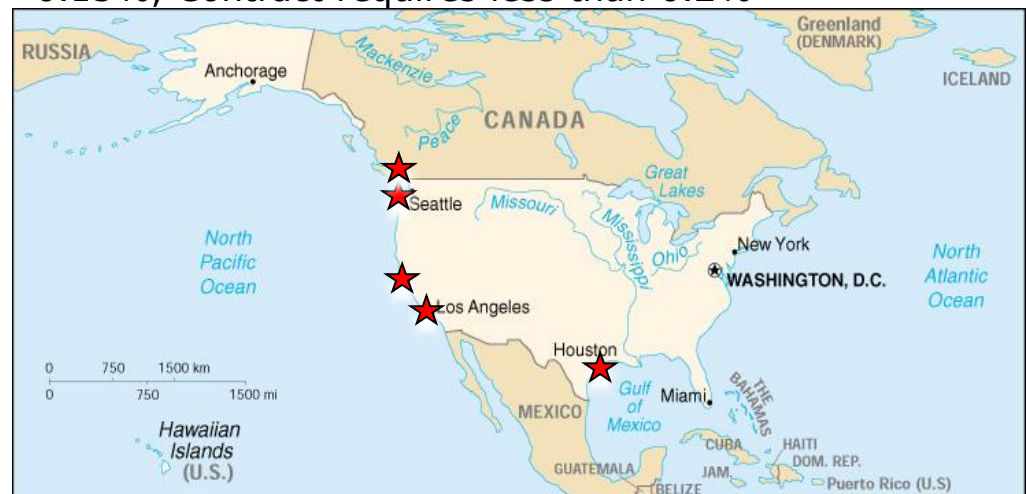 Greenland
(DENMARK)
RUSSIA
Anchorage
Mackenzie
ICELAND
CANADA
Peace
Great
Lakes
Seattle
Missouri
Mississippi
Ohio
New York
North
Pacific
Ocean
WASHINGTON, D.C.
North
Atlantic
Ocean
Los Angeles
Houston
0 750 1500 km
0 750 1500 mi
Gulf
of
Mexico
Miami
THE
BAHAMAS
MEXICO
Hawaiian
Islands
(U.S.)
CUBA
HAITI
DOM. REP.
GUATEMALA
JAM.
Puerto Rico (U.S)
BELIZE